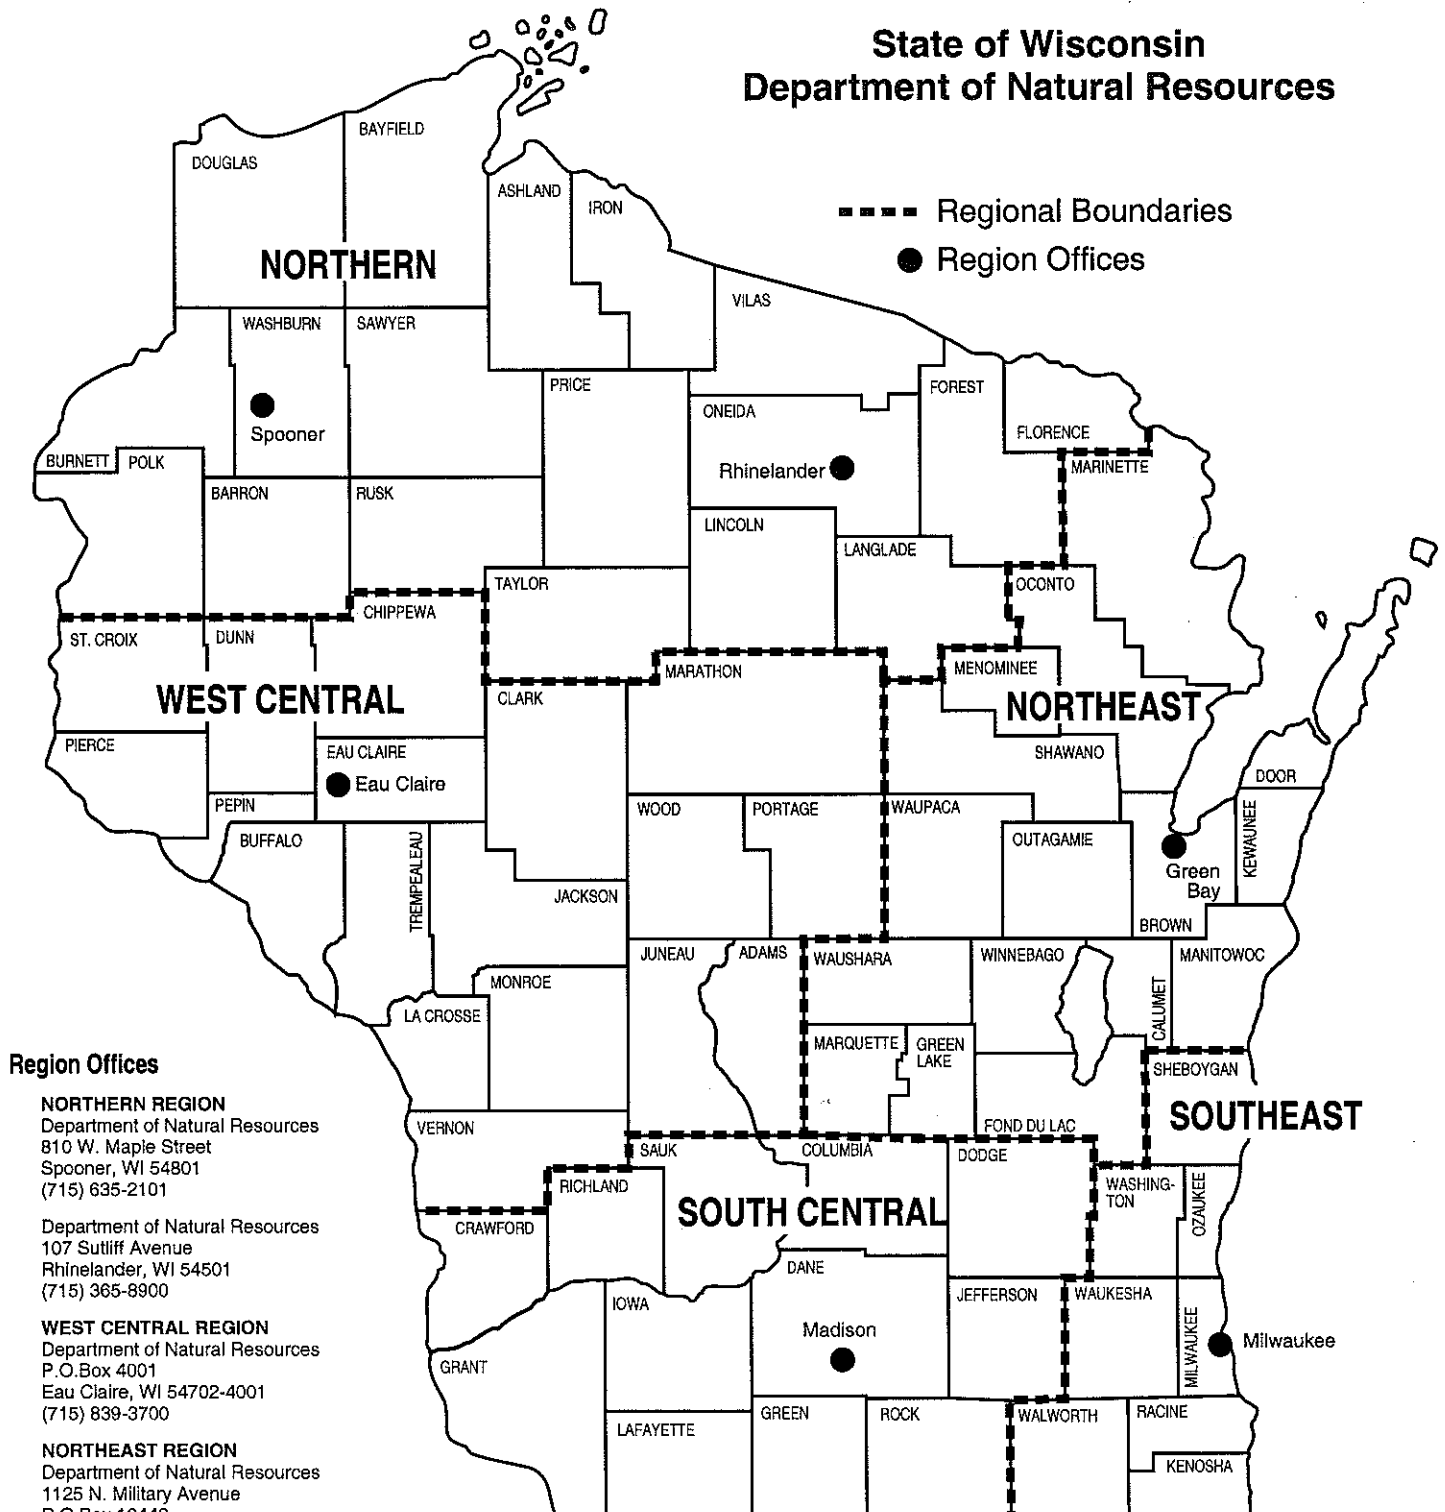 State of Wisconsin
Department of Natural Resources
Regional Boundaries
Region Offices
BAYFIELD
DOUGLAS
ASHLAND
IRON
NORTHERN
VILAS
WASHBURN
SAWYER
PRICE
FOREST
ONEIDA
Spooner
FLORENCE
BURNETT
POLK
Rhinelander
MARINETTE
BARRON
RUSK
LINCOLN
LANGLADE
TAYLOR
OCONTO
CHIPPEWA
ST. CROIX
DUNN
MARATHON
MENOMINEE
WEST CENTRAL
CLARK
NORTHEAST
PIERCE
EAU CLAIRE
SHAWANO
Eau Claire
DOOR
PEPIN
WOOD
PORTAGE
WAUPACA
BUFFALO
TREMPEALEAU
OUTAGAMIE
KEWAUNEE
Green
Bay
JACKSON
BROWN
JUNEAU
ADAMS
WAUSHARA
WINNEBAGO
MANITOWOC
MONROE
CALUMET
LA CROSSE
MARQUETTE
GREEN
LAKE
SHEBOYGAN
SOUTHEAST
VERNON
FOND DU LAC
SAUK
COLUMBIA
DODGE
RICHLAND
WASHING-
TON
OZAUKEE
SOUTH CENTRAL
CRAWFORD
DANE
IOWA
JEFFERSON
WAUKESHA
Madison
MILWAUKEE
Milwaukee
GRANT
GREEN
ROCK
WALWORTH
RACINE
LAFAYETTE
KENOSHA
Region Offices
NORTHERN REGION
Department of Natural Resources
810 W. Maple Street
Spooner, WI 54801
(715) 635-2101
Department of Natural Resources
107 Sutliff Avenue
Rhinelander, WI 54501
(715) 365-8900
WEST CENTRAL REGION
Department of Natural Resources
P.O.Box 4001
Eau Claire, WI 54702-4001
(715) 839-3700
NORTHEAST REGION
Department of Natural Resources
1125 N. Military Avenue